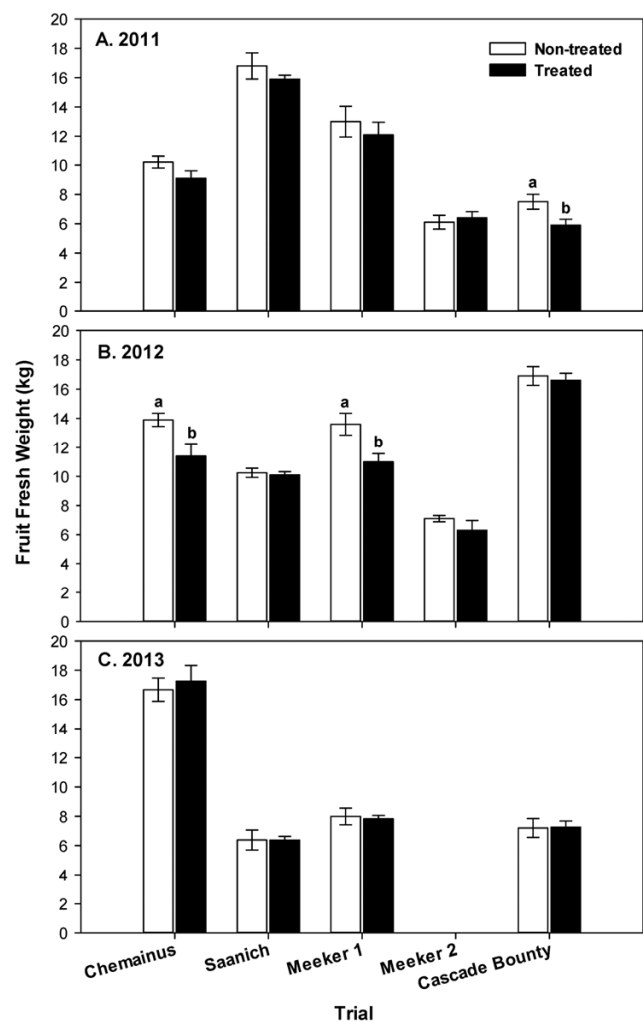 A. 2011
Non-treated
Treated
20
18
16
14
12
10
8
6
4
2
0
a
b
B. 2012
20
18
16
14
12
10
8
6
4
2
0
a
b
a
b
C. 2013
20
18
16
14
12
10
8
6
4
2
0
Fruit Fresh Weight (kg)
Chemainus
Saanich
Meeker 1
Meeker 2
Cascade Bounty
Trial